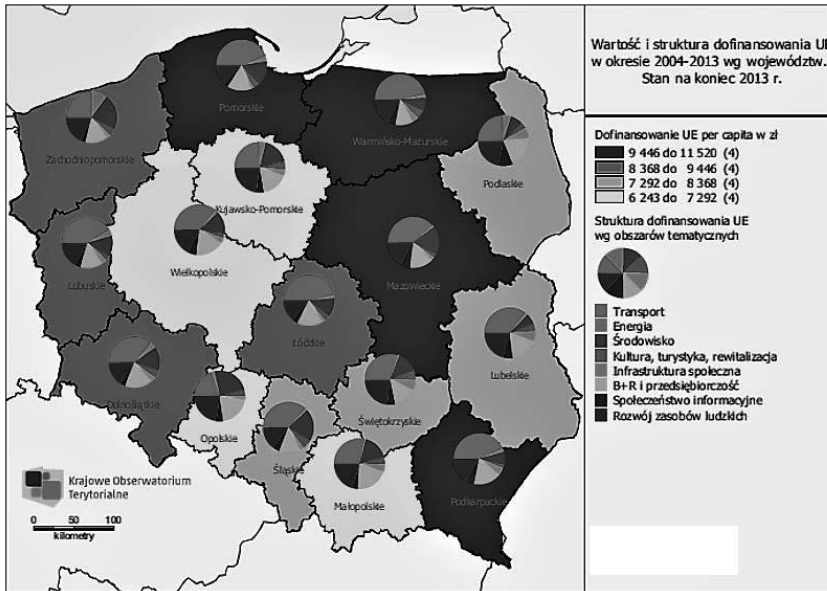 Wartość i struktura dofinansowania UE
w okresie 2004-2013 wg województw.
Stan na koniec 2013 r.
Dofinansowanie UE per capita w zł
9 446 do 11 520 (4)
8 368 do 9 446 (4)
7 292 do 8 368 (4)
6 243 do 7 292 (4)
Struktura dofinansowania UE
wg obszarów tematycznych
Transport
Energia
Środowisko
Kultura, turystyka, rewitalizacja
Infrastruktura społeczna
B+R i przedsiębiorczość
Społeczeństwo informacyjne
Rozwój zasobów ludzkich
Pomorskie
Warmińsko-Mazurskie
Zachodniopomorskie
Podlaskie
Kujawsko-Pomorskie
Wielkopolskie
Mazowieckie
Lubuskie
Łódzkie
Lubelskie
Dolnośląskie
Opolskie
Świętokrzyskie
Śląskie
Małopolskie
Podkarpackie
Krajowe Obserwatorium
Terytorialne
0 50 100
kilometry